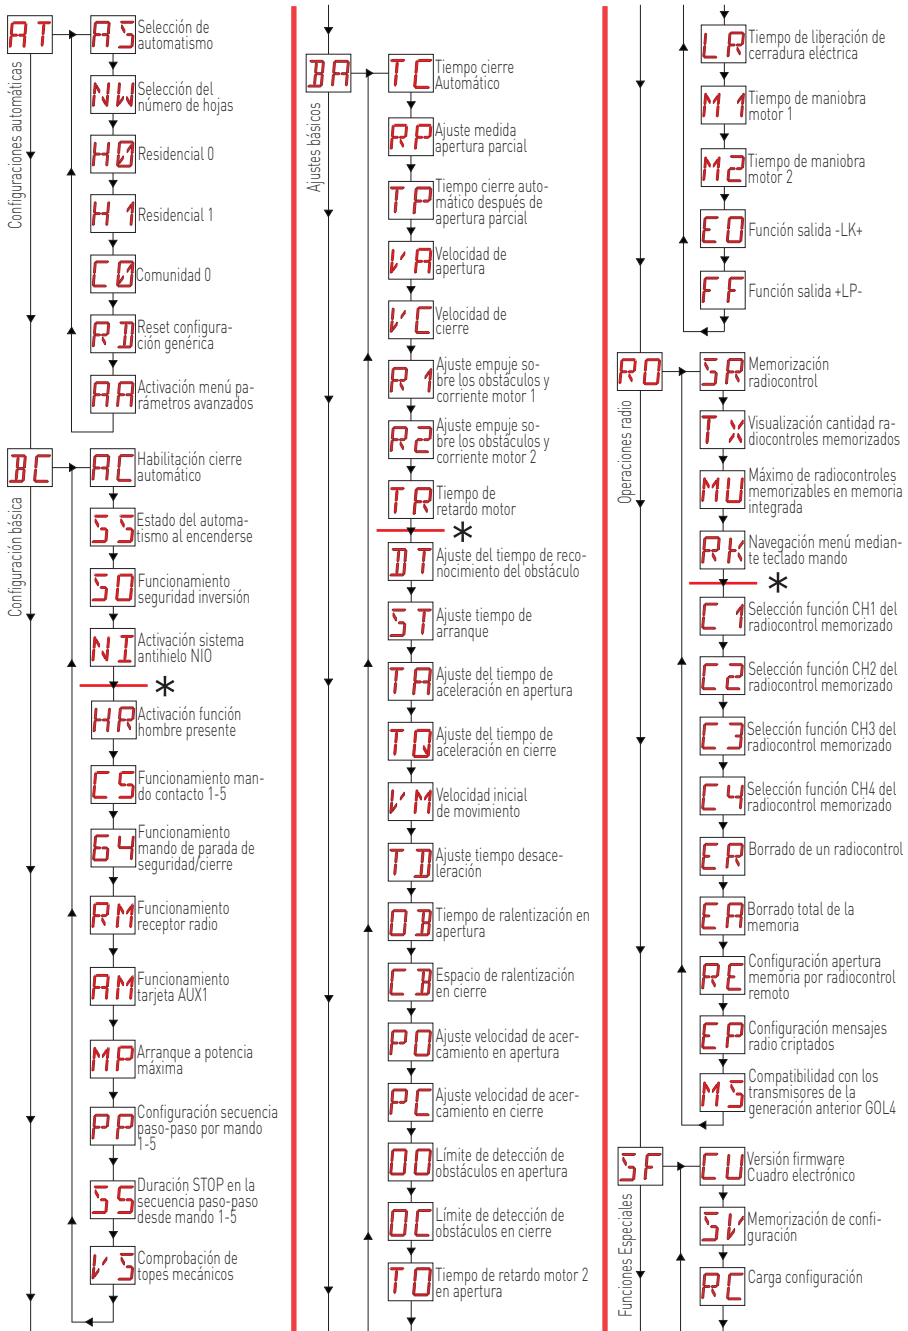 AT
Configuraciones automáticas
AS
Selección de
automatismo
NW
Selección del
número de hojas
H0
Residencial 0
H1
Residencial 1
C0
Comunidad 0
RD
Reset configura-
ción genérica
AA
Activación menú pa-
rámetros avanzados
BC
Configuración básica
AC
Habilitación cierre
automático
SS
Estado del automa-
tismo al encenderse
SO
Funcionamiento
seguridad inversión
NI
Activación sistema
antihielo NIO
*
HR
Activación función
hombre presente
CS
Funcionamiento man-
do contacto 1-5
64
Funcionamiento
mando de parada de
seguridad/cierre
RM
Funcionamiento
receptor radio
AM
Funcionamiento
tarjeta AUX1
MP
Arranque a potencia
máxima
PP
Configuración secuencia
paso-paso por mando
1-5
S5
Duración STOP en la
secuencia paso-paso
desde mando 1-5
VS
Comprobación de
topes mecánicos
BA
Ajustes básicos
TC
Tiempo cierre
Automático
RP
Ajuste medida
apertura parcial
TP
Tiempo cierre auto-
mático después de
apertura parcial
VA
Velocidad de
apertura
VC
Velocidad de
cierre
R1
Ajuste empuje so-
bre los obstáculos y
corriente motor 1
R2
Ajuste empuje so-
bre los obstáculos y
corriente motor 2
TR
Tiempo de
retardo motor
*
DT
Ajuste del tiempo de reco-
nocimiento del obstáculo
ST
Ajuste tiempo de
arranque
TA
Ajuste del tiempo de
aceleración en apertura
TQ
Ajuste del tiempo de
aceleración en cierre
VM
Velocidad inicial
de movimiento
TD
Ajuste tiempo desace-
leración
OB
Tiempo de ralentización en
apertura
CB
Espacio de ralentización
en cierre
PO
Ajuste velocidad de acer-
camiento en apertura
PC
Ajuste velocidad de acer-
camiento en cierre
OO
Límite de detección de
obstáculos en apertura
OC
Límite de detección de
obstáculos en cierre
TO
Tiempo de retardo motor 2
en apertura
LR
Tiempo de liberación de
cerradura eléctrica
M1
Tiempo de maniobra
motor 1
M2
Tiempo de maniobra
motor 2
EO
Función salida -LK+
FF
Función salida +LP-
RO
Operaciones radio
SR
Memorización
radiocontrol
TX
Visualización cantidad ra-
diocontroles memorizados
MU
Máximo de radiocontroles
memorizables en memoria
integrada
RK
Navegación menú median-
te teclado mando
*
C1
Selección función CH1 del
radiocontrol memorizado
C2
Selección función CH2 del
radiocontrol memorizado
C3
Selección función CH3 del
radiocontrol memorizado
C4
Selección función CH4 del
radiocontrol memorizado
ER
Borrado de un radiocontrol
EA
Borrado total de la
memoria
RE
Configuración apertura
memoria por radiocontrol
remoto
EP
Configuración mensajes
radio criptados
MS
Compatibilidad con los
transmisores de la
generación anterior GOL4
SF
Funciones Especiales
CU
Versión firmware
Cuadro electrónico
SV
Memorización de confi-
guración
RC
Carga configuración